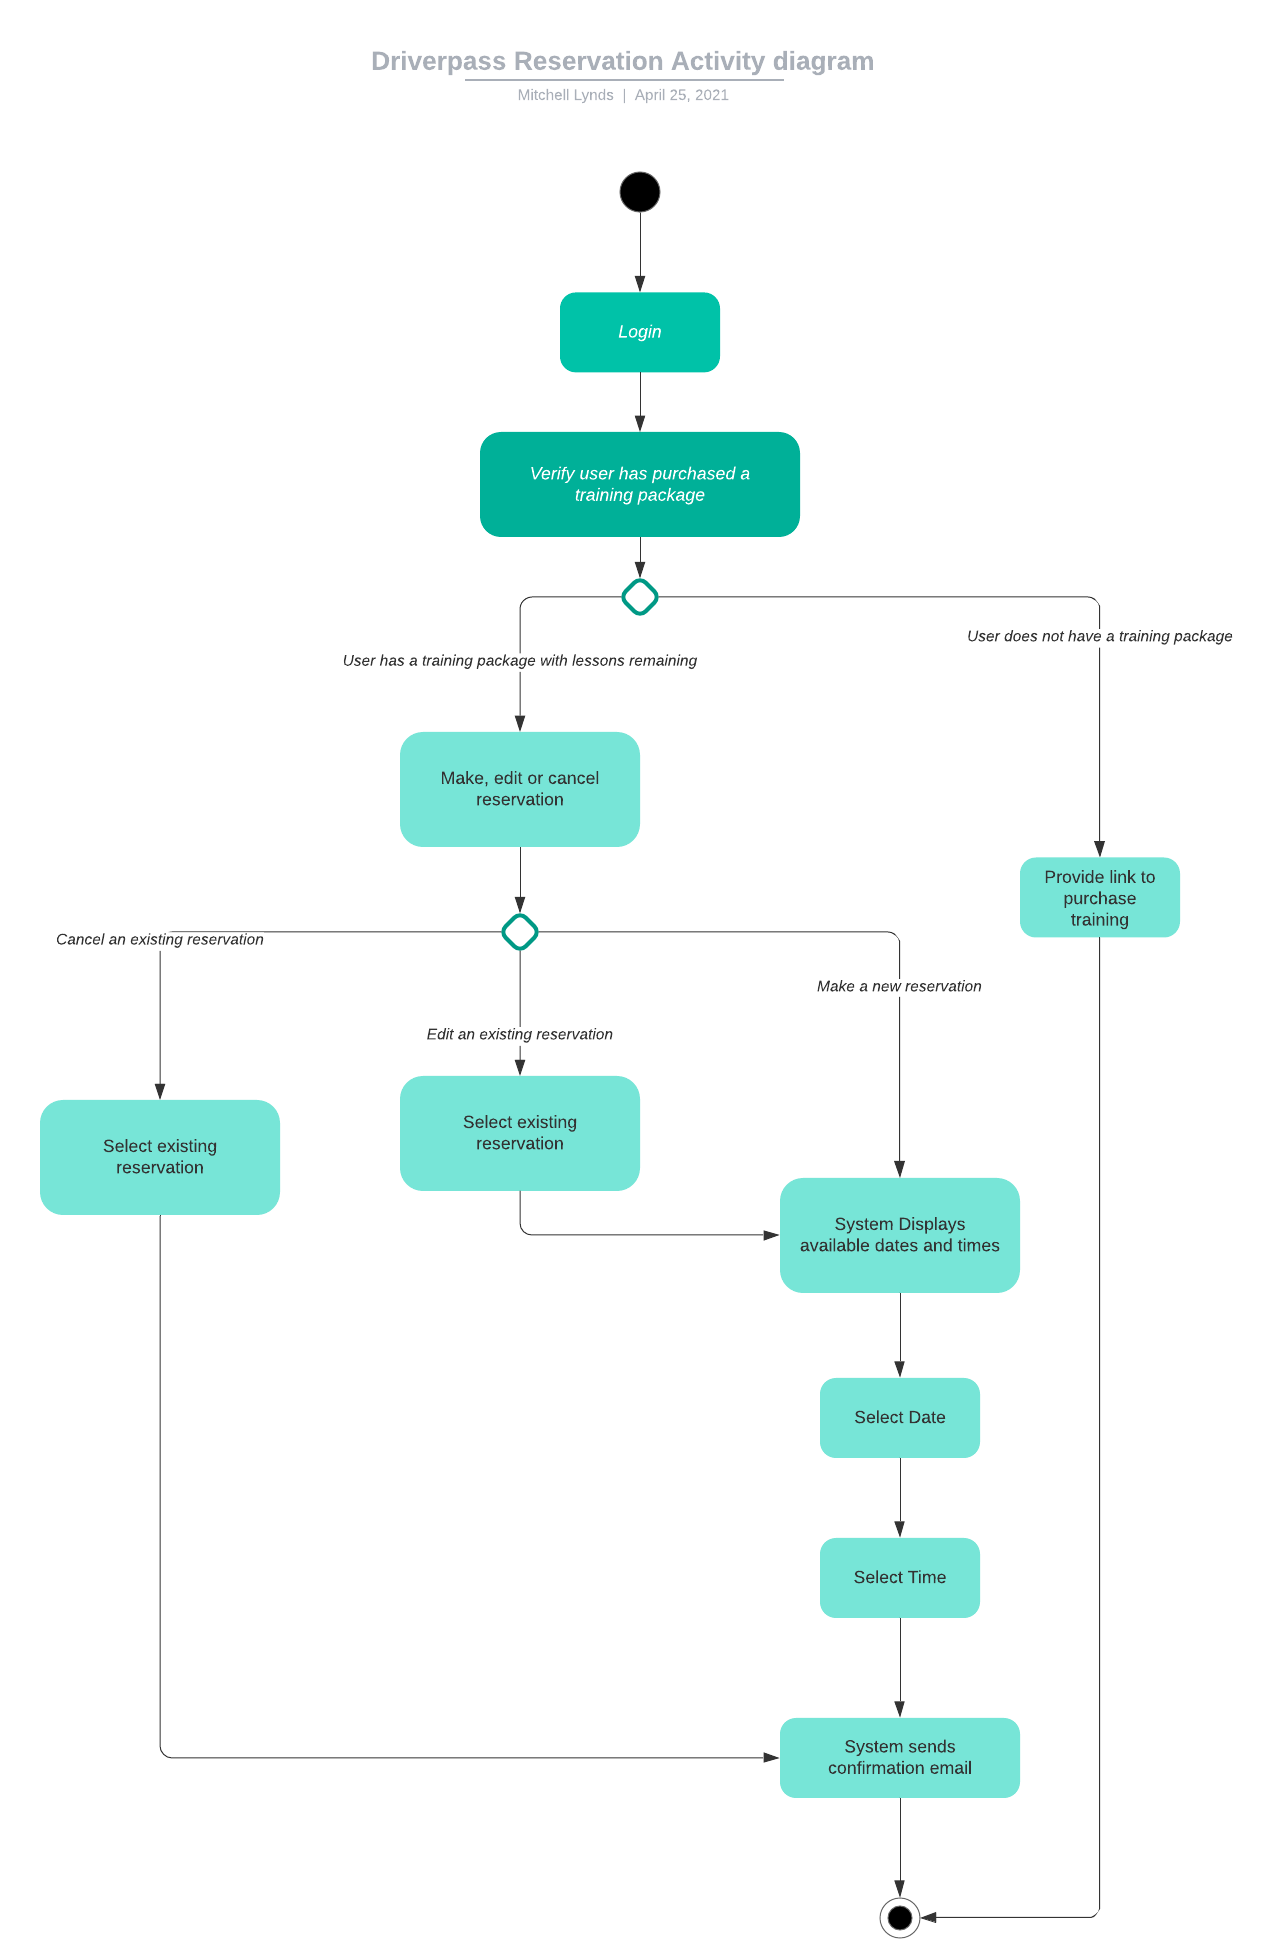 Driverpass Reservation Activity diagram
Mitchell Lynds | April 25, 2021
Login
Verify user has purchased a
training package
User does not have a training package
User has a training package with lessons remaining
Make, edit or cancel
reservation
Provide link to
purchase
training
Cancel an existing reservation
Make a new reservation
Edit an existing reservation
Select existing
reservation
Select existing
reservation
System Displays
available dates and times
Select Date
Select Time
System sends
confirmation email